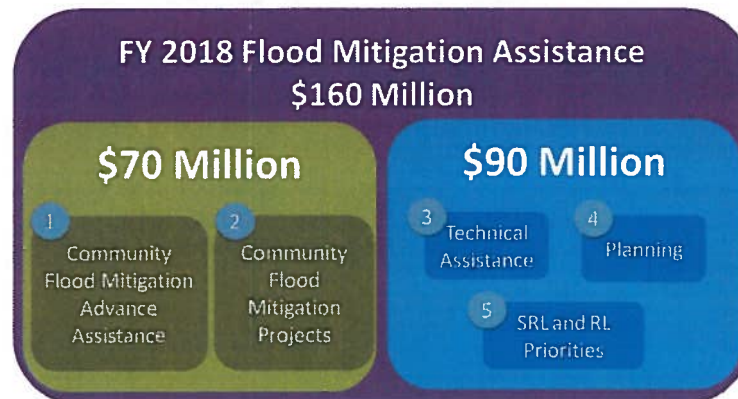 FY 2018 Flood Mitigation Assistance
$160 Million
$70 Million
1
Community
Flood Mitigation
Advance
Assistance
2
Community
Flood
Mitigation
Projects
$90 Million
3
Technical
Assistance
4
Planning
5
SRL and RL
Priorities